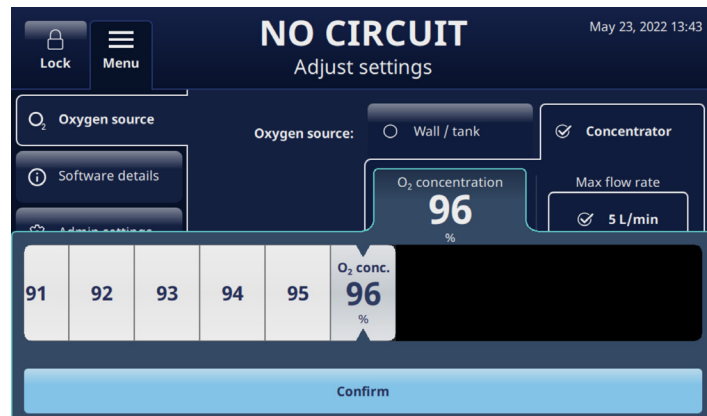 NO CIRCUIT
May 23, 2022 13:43
Lock
Menu
Adjust settings
O₂ Oxygen source
Oxygen source:
Wall / tank
Concentrator
Software details
O₂ concentration
96
%
Max flow rate
5 L/min
Admin settings
91
92
93
94
95
O₂ conc.
96
%
Confirm